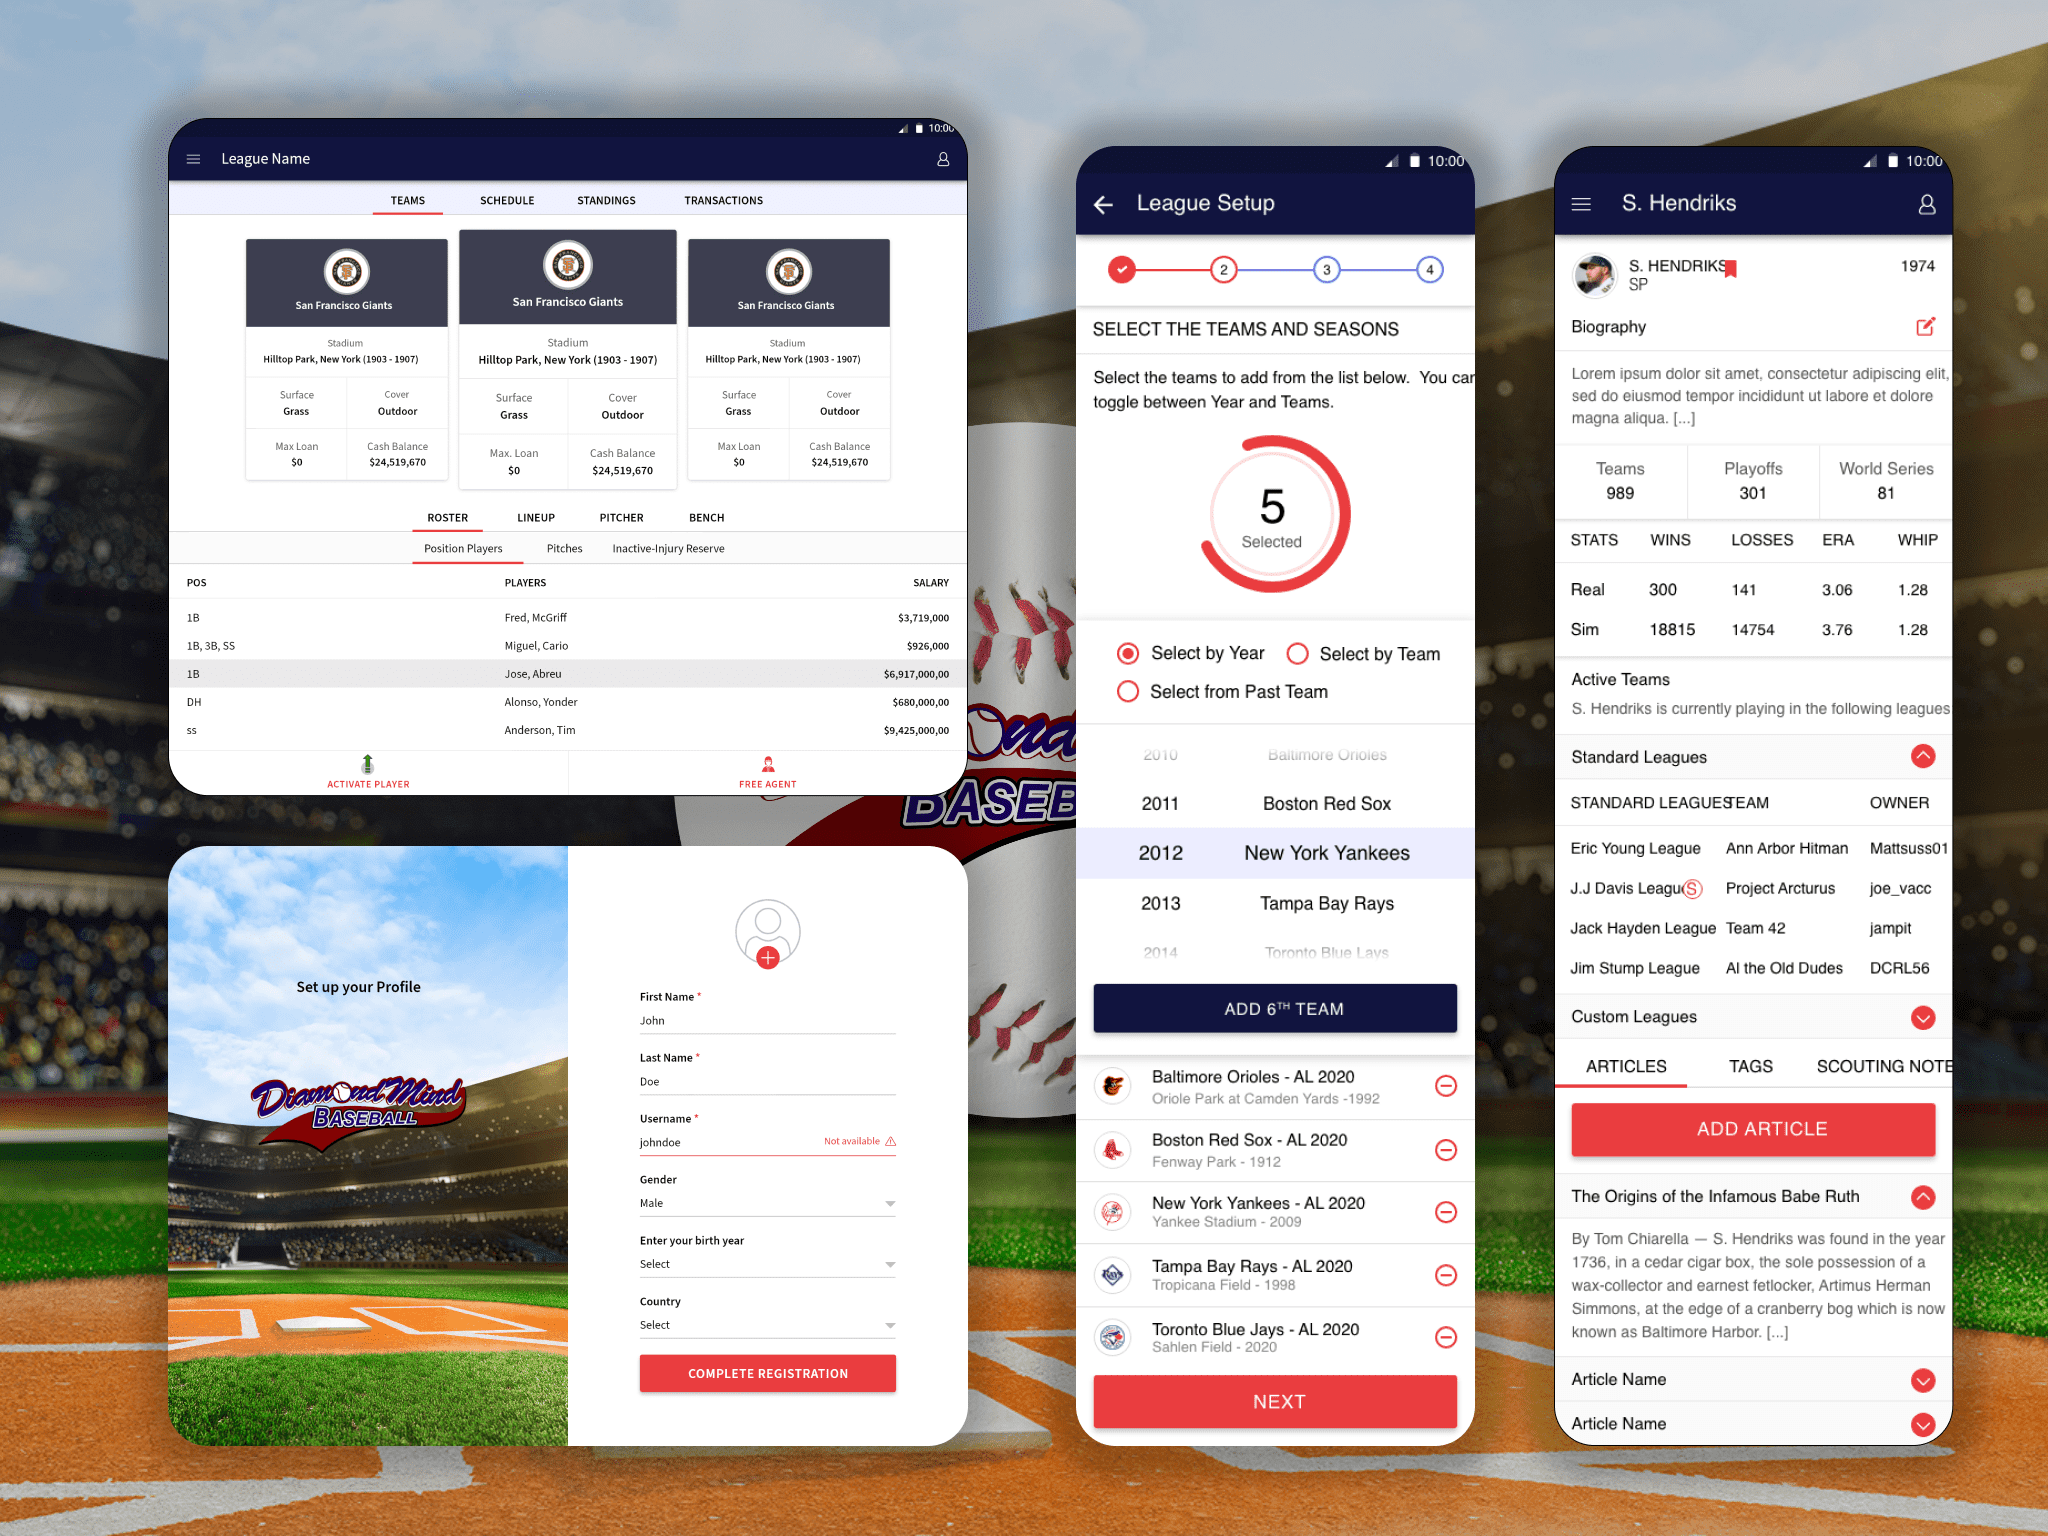 10:00
League Name
TEAMS SCHEDULE STANDINGS TRANSACTIONS
San Francisco Giants
Stadium
Hilltop Park, New York (1903 - 1907)
Surface Cover
Grass Outdoor
Max Loan Cash Balance
$0 $24,519,670
San Francisco Giants
Stadium
Hilltop Park, New York (1903 - 1907)
Surface Cover
Grass Outdoor
Max. Loan Cash Balance
$0 $24,519,670
San Francisco Giants
Stadium
Hilltop Park, New York (1903 - 1907)
Surface Cover
Grass Outdoor
Max Loan Cash Balance
$0 $24,519,670
ROSTER LINEUP PITCHER BENCH
Position Players Pitches Inactive-Injury Reserve
POS PLAYERS SALARY
1B Fred, McGriff $3,719,000
1B, 3B, SS Miguel, Cario $926,000
1B Jose, Abreu $6,917,000,00
DH Alonso, Yonder $680,000,00
ss Anderson, Tim $9,425,000,00
ACTIVATE PLAYER FREE AGENT
ond
BASEB
Set up your Profile
DiamondMind
BASEBALL
First Name *
John
Last Name *
Doe
Username *
johndoe Not available
Gender
Male
Enter your birth year
Select
Country
Select
COMPLETE REGISTRATION
10:00
League Setup
2 3 4
SELECT THE TEAMS AND SEASONS
Select the teams to add from the list below. You can
toggle between Year and Teams.
5
Selected
Select by Year Select by Team
Select from Past Team
2010 Baltimore Orioles
2011 Boston Red Sox
2012 New York Yankees
2013 Tampa Bay Rays
2014 Toronto Blue Jays
ADD 6TH TEAM
Baltimore Orioles - AL 2020
Oriole Park at Camden Yards -1992
Boston Red Sox - AL 2020
Fenway Park - 1912
New York Yankees - AL 2020
Yankee Stadium - 2009
Tampa Bay Rays - AL 2020
Tropicana Field - 1998
Toronto Blue Jays - AL 2020
Sahlen Field - 2020
NEXT
10:00
S. Hendriks
S. HENDRIKS 1974
SP
Biography
Lorem ipsum dolor sit amet, consectetur adipiscing elit,
sed do eiusmod tempor incididunt ut labore et dolore
magna aliqua. [...]
Teams Playoffs World Series
989 301 81
STATS WINS LOSSES ERA WHIP
Real 300 141 3.06 1.28
Sim 18815 14754 3.76 1.28
Active Teams
S. Hendriks is currently playing in the following leagues
Standard Leagues
STANDARD LEAGUES TEAM OWNER
Eric Young League Ann Arbor Hitman Mattsuss01
J.J Davis League S Project Arcturus joe_vacc
Jack Hayden League Team 42 jampit
Jim Stump League Al the Old Dudes DCRL56
Custom Leagues
ARTICLES TAGS SCOUTING NOTE
ADD ARTICLE
The Origins of the Infamous Babe Ruth
By Tom Chiarella — S. Hendriks was found in the year
1736, in a cedar cigar box, the sole possession of a
wax-collector and earnest fetlocker, Artimus Herman
Simmons, at the edge of a cranberry bog which is now
known as Baltimore Harbor. [...]
Article Name
Article Name